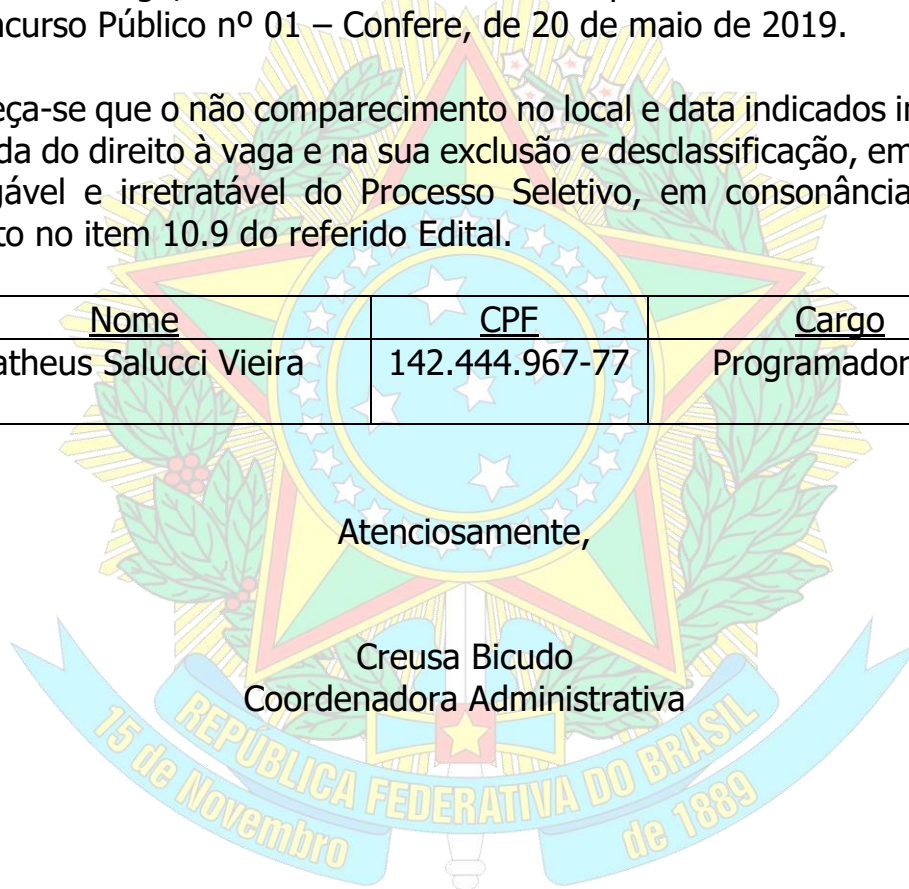 ncurso Público nº 01 – Confere, de 20 de maio de 2019.
eça-se que o não comparecimento no local e data indicados i
da do direito à vaga e na sua exclusão e desclassificação, em
gável e irretratável do Processo Seletivo, em consonância
to no item 10.9 do referido Edital.
Nome CPF Cargo
atheus Salucci Vieira 142.444.967-77 Programador
Atenciosamente,
Creusa Bicudo
Coordenadora Administrativa
REPÚBLICA FEDERATIVA DO BRASIL
15 de Novembro de 1889